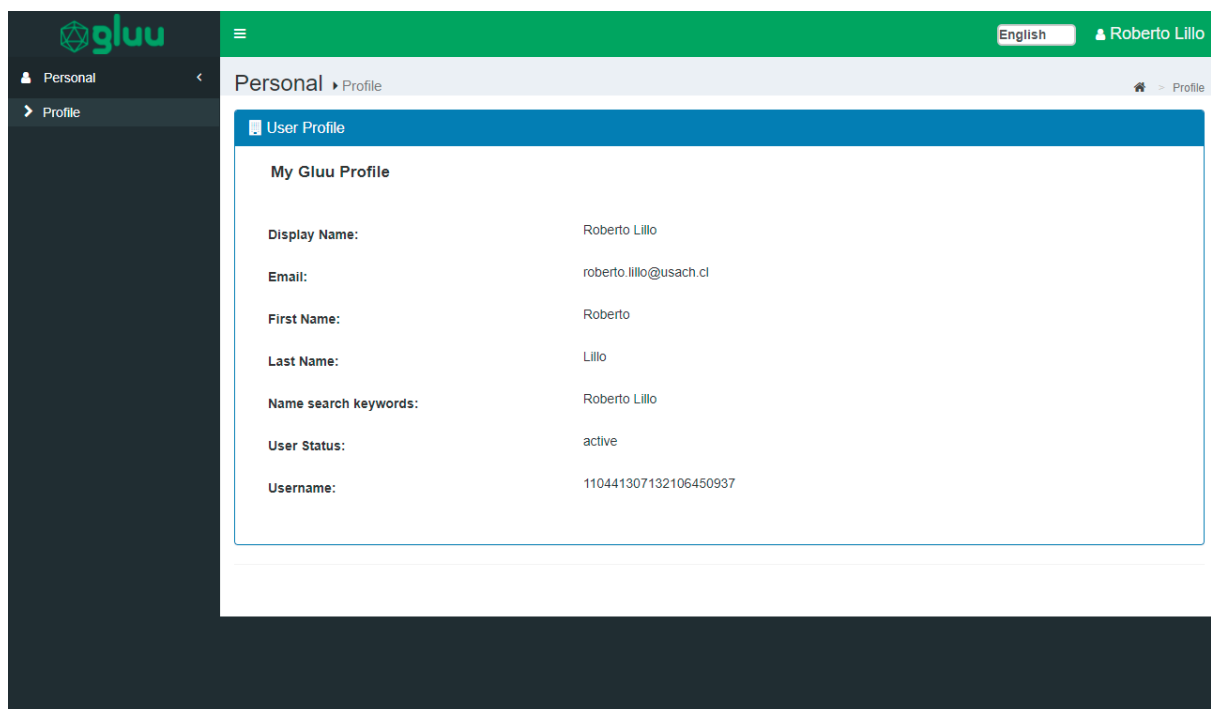 gluu
English
Roberto Lillo
Personal
Profile
Personal Profile
> Profile
User Profile
My Gluu Profile
Display Name: Roberto Lillo
Email: roberto.lillo@usach.cl
First Name: Roberto
Last Name: Lillo
Name search keywords: Roberto Lillo
User Status: active
Username: 110441307132106450937